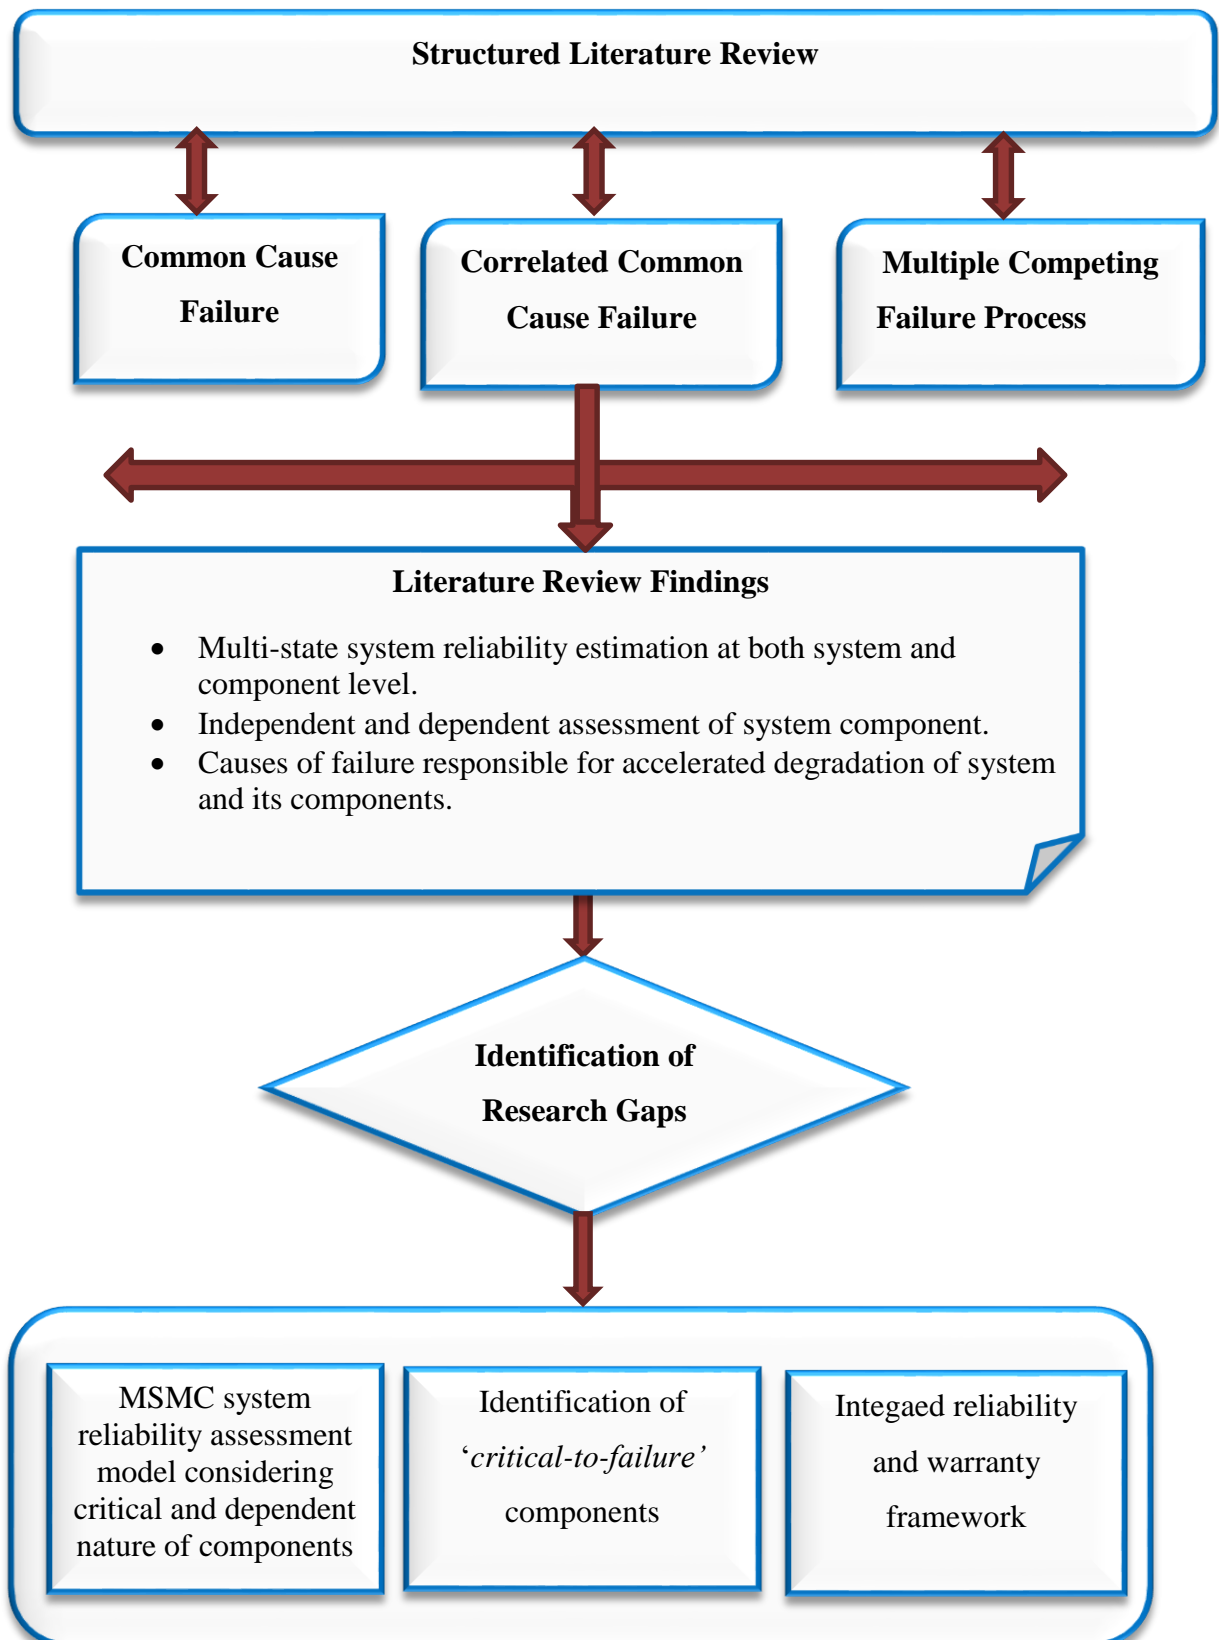 Structured Literature Review
Common Cause
Failure
Correlated Common
Cause Failure
Multiple Competing
Failure Process
Literature Review Findings
• Multi-state system reliability estimation at both system and
component level.
• Independent and dependent assessment of system component.
• Causes of failure responsible for accelerated degradation of system
and its components.
Identification of
Research Gaps
MSMC system
reliability assessment
model considering
critical and dependent
nature of components
Identification of
‘critical-to-failure’
components
Integaed reliability
and warranty
framework